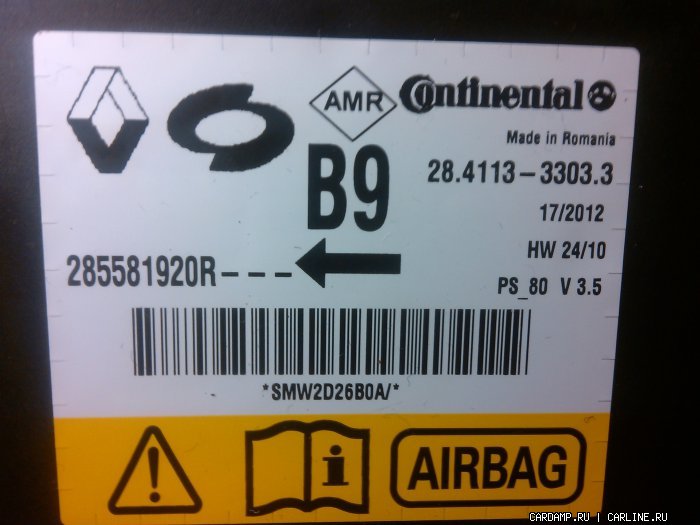 AMR
Continental
Made in Romania
B9
28.4113-3303.3
17/2012
HW 24/10
285581920R---
PS_80 V 3.5
*SMW2D26B0A/*
i
AIRBAG
CARDAMP.RU | CARLINE.RU